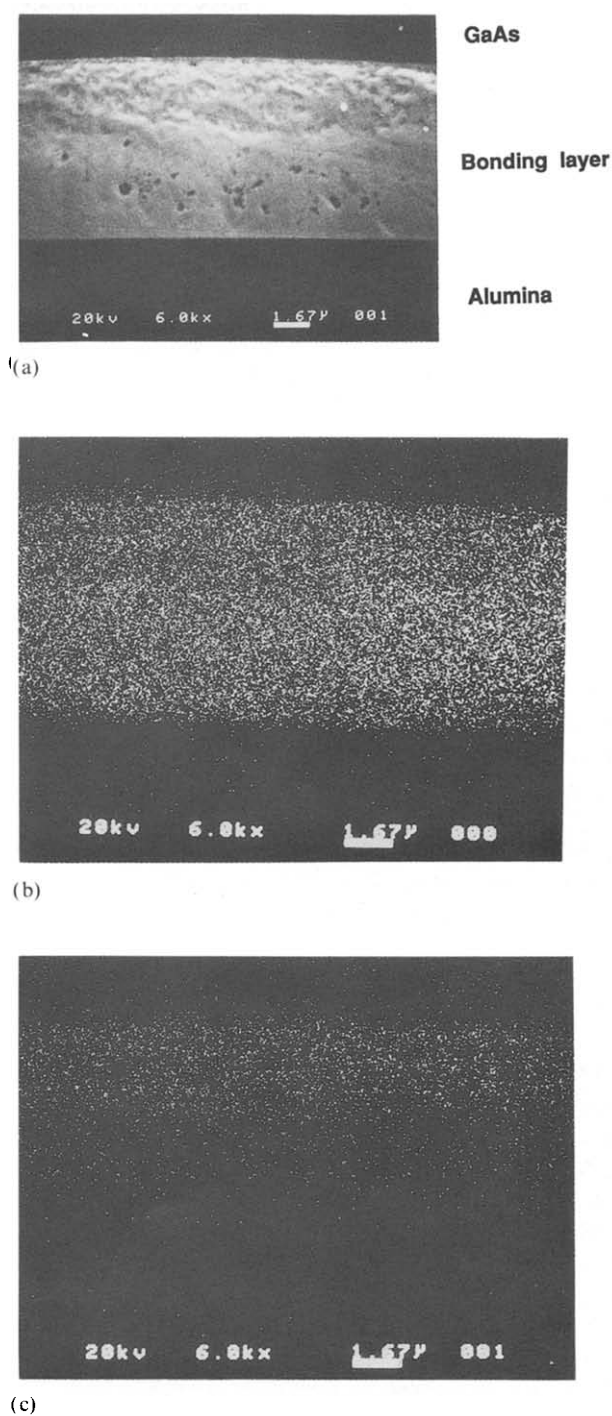 GaAs
Bonding layer
Alumina
20kv 6.0kx 1.67μ 001
(a)
20kv 6.0kx 1.67μ 000
(b)
20kv 6.0kx 1.67μ 001
(c)